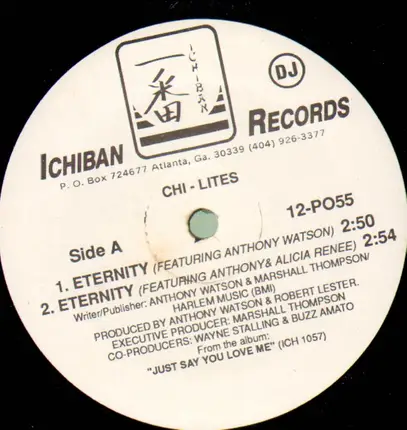 一番
ICHIBAN
DJ
ICHIBAN RECORDS
P. O. Box 724677 Atlanta, Ga. 30339 (404) 926-3377
CHI - LITES
12-PO55
Side A
1. ETERNITY (FEATURING ANTHONY WATSON) 2:50
2. ETERNITY (FEATURING ANTHONY & ALICIA RENEE) 2:54
Writer/Publisher: ANTHONY WATSON & MARSHALL THOMPSON/
HARLEM MUSIC (BMI)
PRODUCED BY ANTHONY WATSON & ROBERT LESTER.
EXECUTIVE PRODUCER: MARSHALL THOMPSON
CO-PRODUCERS: WAYNE STALLING & BUZZ AMATO
From the album:
"JUST SAY YOU LOVE ME" (ICH 1057)